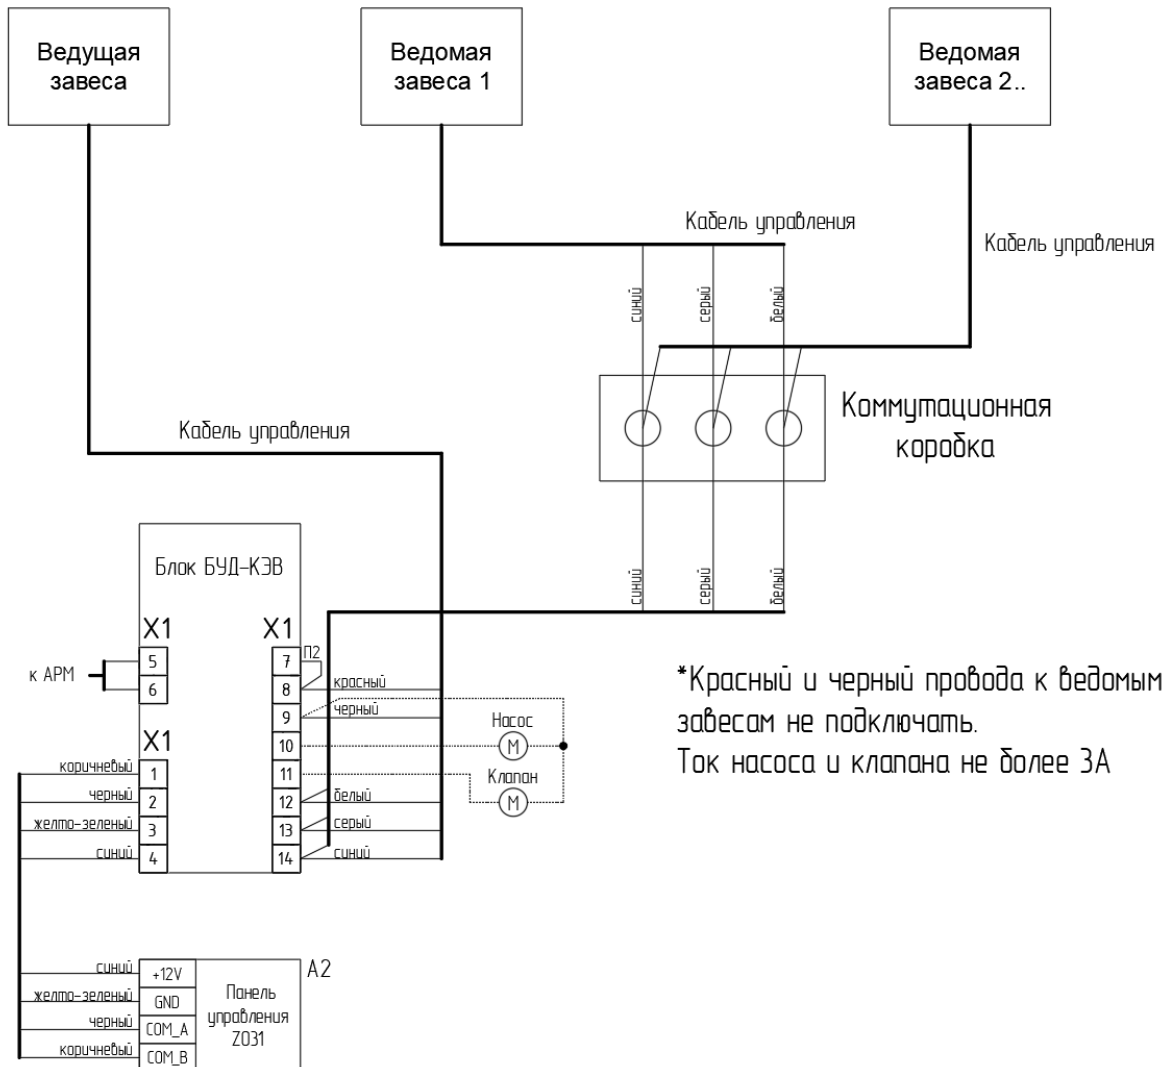 Ведущая
завеса
Ведомая
завеса 1
Ведомая
завеса 2..
Кабель управления
Кабель управления
синий
серый
белый
Коммутационная
коробка
Кабель управления
синий
серый
белый
Блок БУД-КЭВ
X1
X1
к АРМ
5
6
7
П2
8
красный
9
черный
10
Насос
М
11
Клапан
М
12
белый
13
серый
14
синий
X1
коричневый
1
черный
2
желто-зеленый
3
синий
4
*Красный и черный провода к ведомым
завесам не подключать.
Ток насоса и клапана не более 3А
A2
синий
+12V
желто-зеленый
GND
черный
COM_A
коричневый
COM_B
Панель
управления
Z031